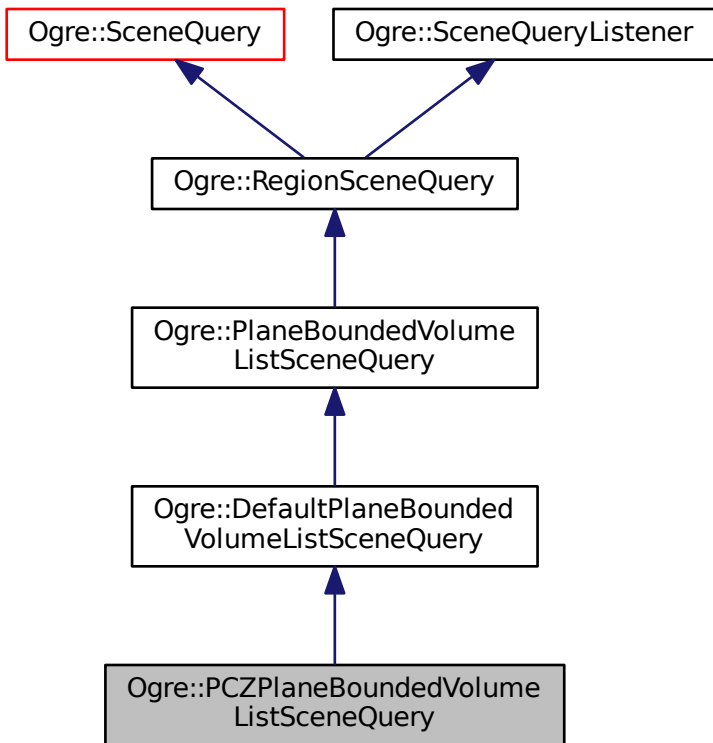 Ogre::SceneQuery
Ogre::SceneQueryListener
Ogre::RegionSceneQuery
Ogre::PlaneBoundedVolume
ListSceneQuery
Ogre::DefaultPlaneBounded
VolumeListSceneQuery
Ogre::PCZPlaneBoundedVolume
ListSceneQuery